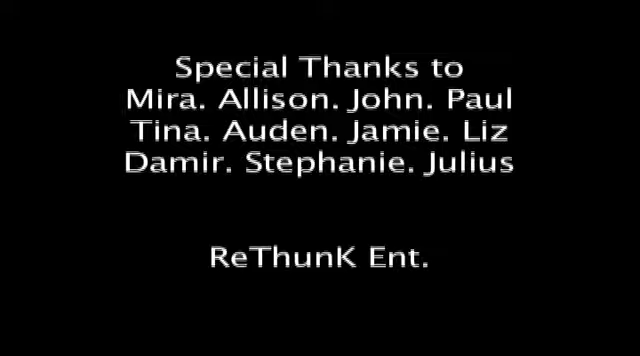 Special Thanks to
Mira. Allison. John. Paul
Tina. Auden. Jamie. Liz
Damir. Stephanie. Julius
ReThunK Ent.